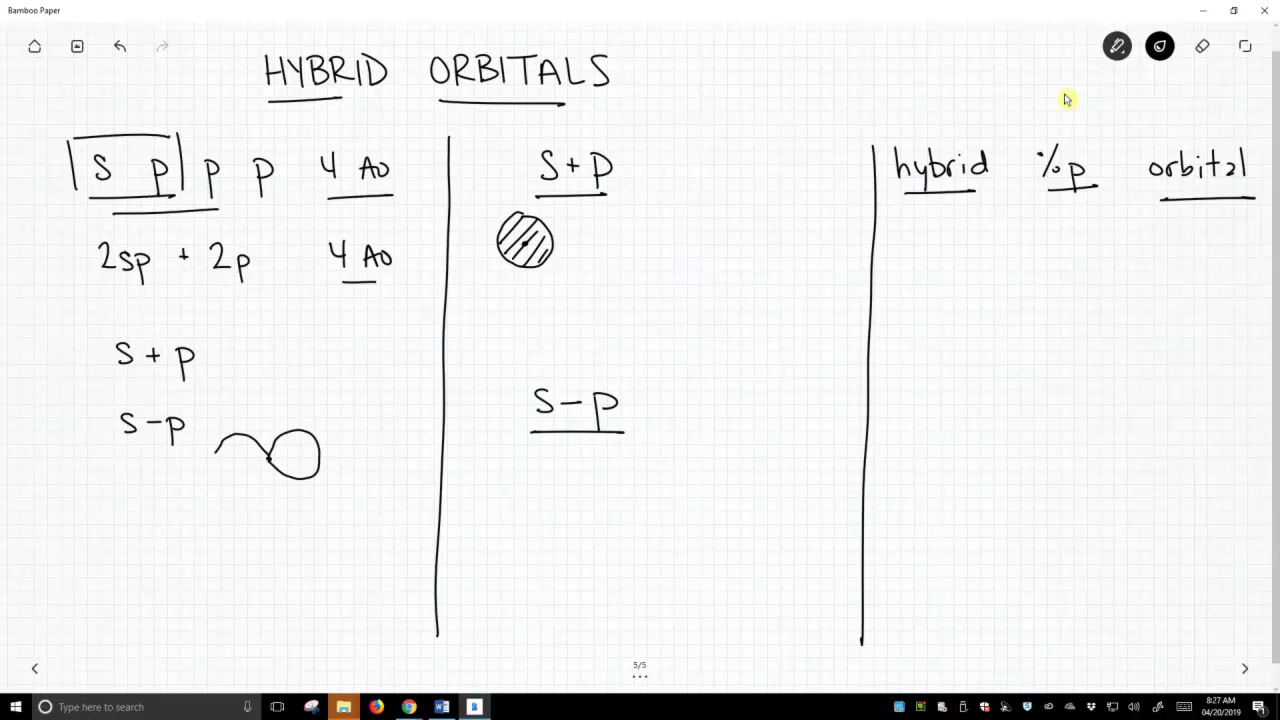 Bamboo Paper
HYBRID ORBITALS
s p p p 4 AO
2sp + 2p 4 AO
s + p
s - p
s + p
s - p
hybrid %p orbital
5/5
Type here to search
8:27 AM
04/20/2019